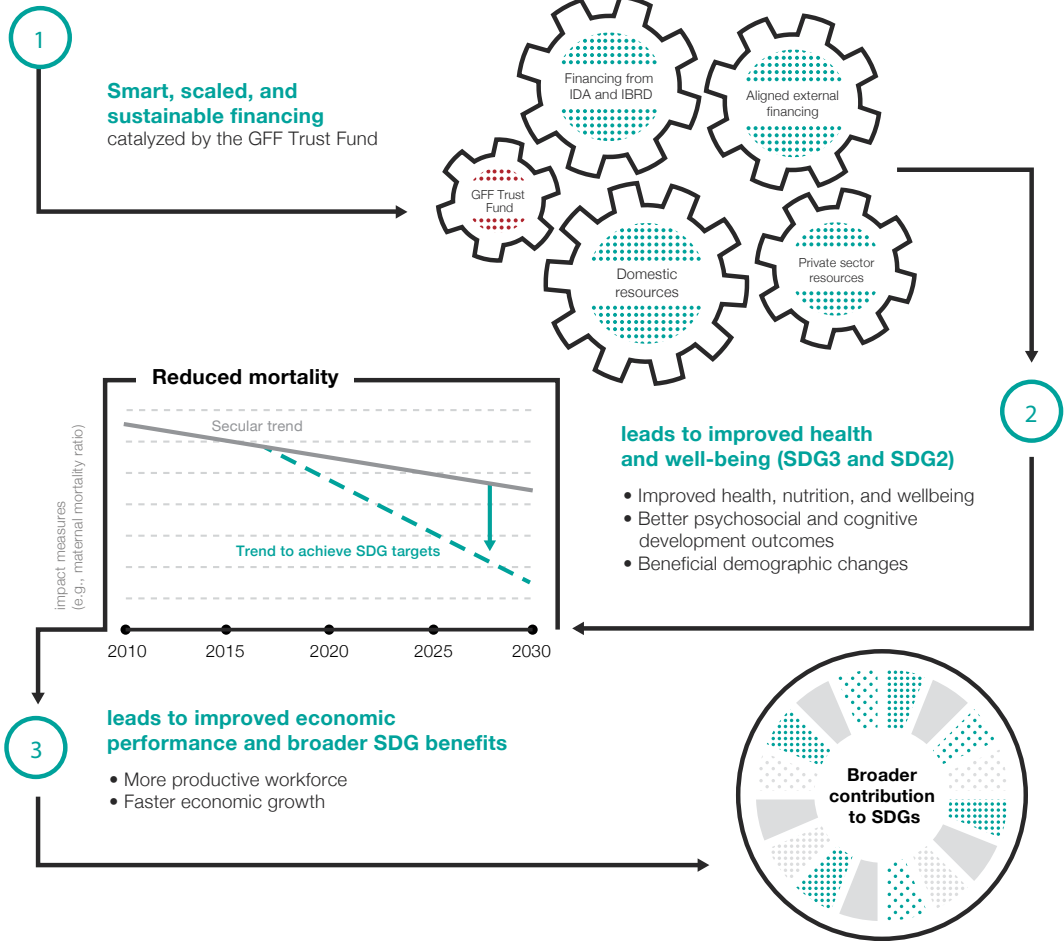 1
Smart, scaled, and
sustainable financing
catalyzed by the GFF Trust Fund
Financing from
IDA and IBRD
Aligned external
financing
GFF Trust
Fund
Domestic
resources
Private sector
resources
2
leads to improved health
and well-being (SDG3 and SDG2)
• Improved health, nutrition, and wellbeing
• Better psychosocial and cognitive
development outcomes
• Beneficial demographic changes
Reduced mortality
impact measures
(e.g., maternal mortality ratio)
Secular trend
Trend to achieve SDG targets
2010 2015 2020 2025 2030
3
leads to improved economic
performance and broader SDG benefits
• More productive workforce
• Faster economic growth
Broader
contribution
to SDGs